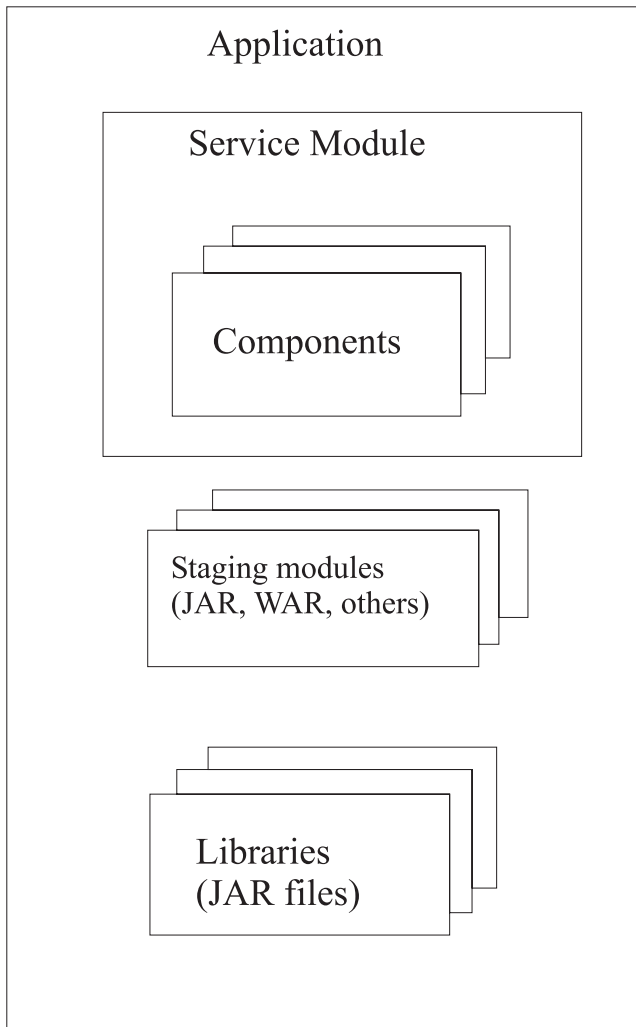 Application
Service Module
Components
Staging modules
(JAR, WAR, others)
Libraries
(JAR files)